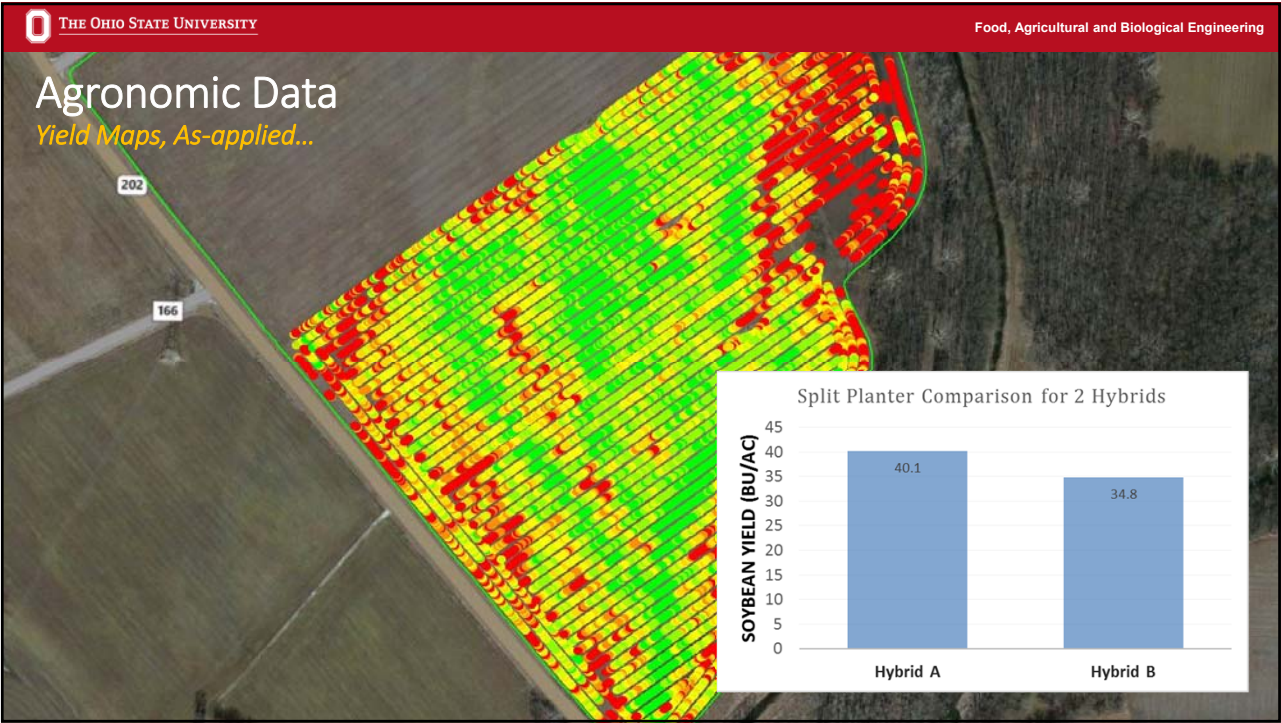 THE OHIO STATE UNIVERSITY
Food, Agricultural and Biological Engineering
Agronomic Data
Yield Maps, As-applied...
202
166
Split Planter Comparison for 2 Hybrids
SOYBEAN YIELD (BU/AC)
45
40
35
30
25
20
15
10
5
0
40.1
34.8
Hybrid A
Hybrid B